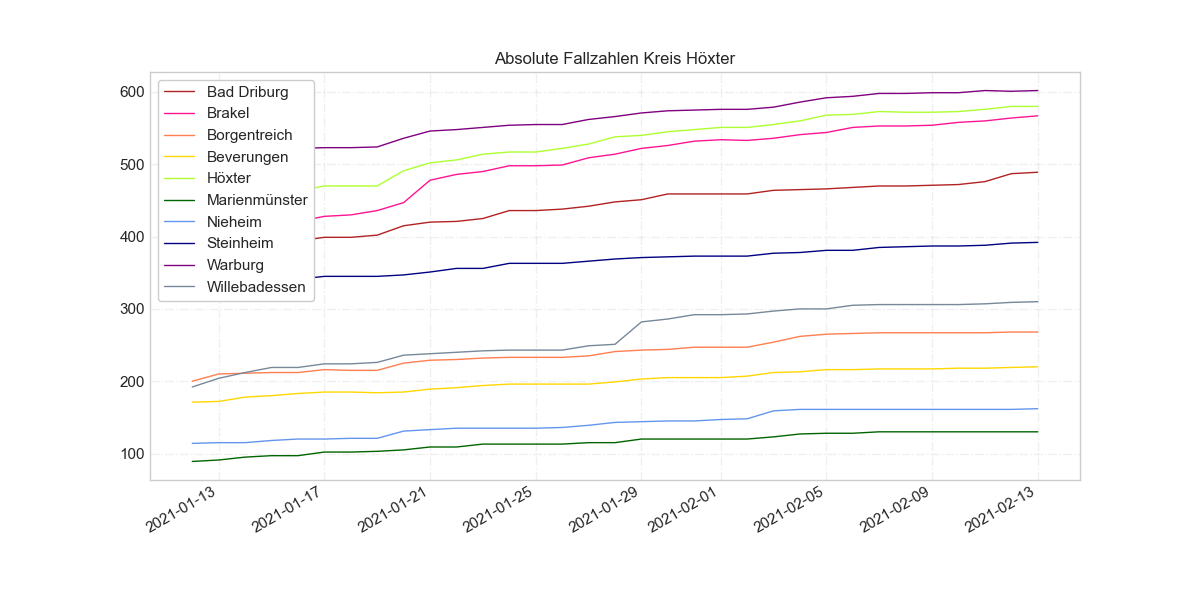 Absolute Fallzahlen Kreis Höxter
600
500
400
300
200
100
Bad Driburg
Brakel
Borgentreich
Beverungen
Höxter
Marienmünster
Nieheim
Steinheim
Warburg
Willebadessen
2021-01-13
2021-01-17
2021-01-21
2021-01-25
2021-01-29
2021-02-01
2021-02-05
2021-02-09
2021-02-13